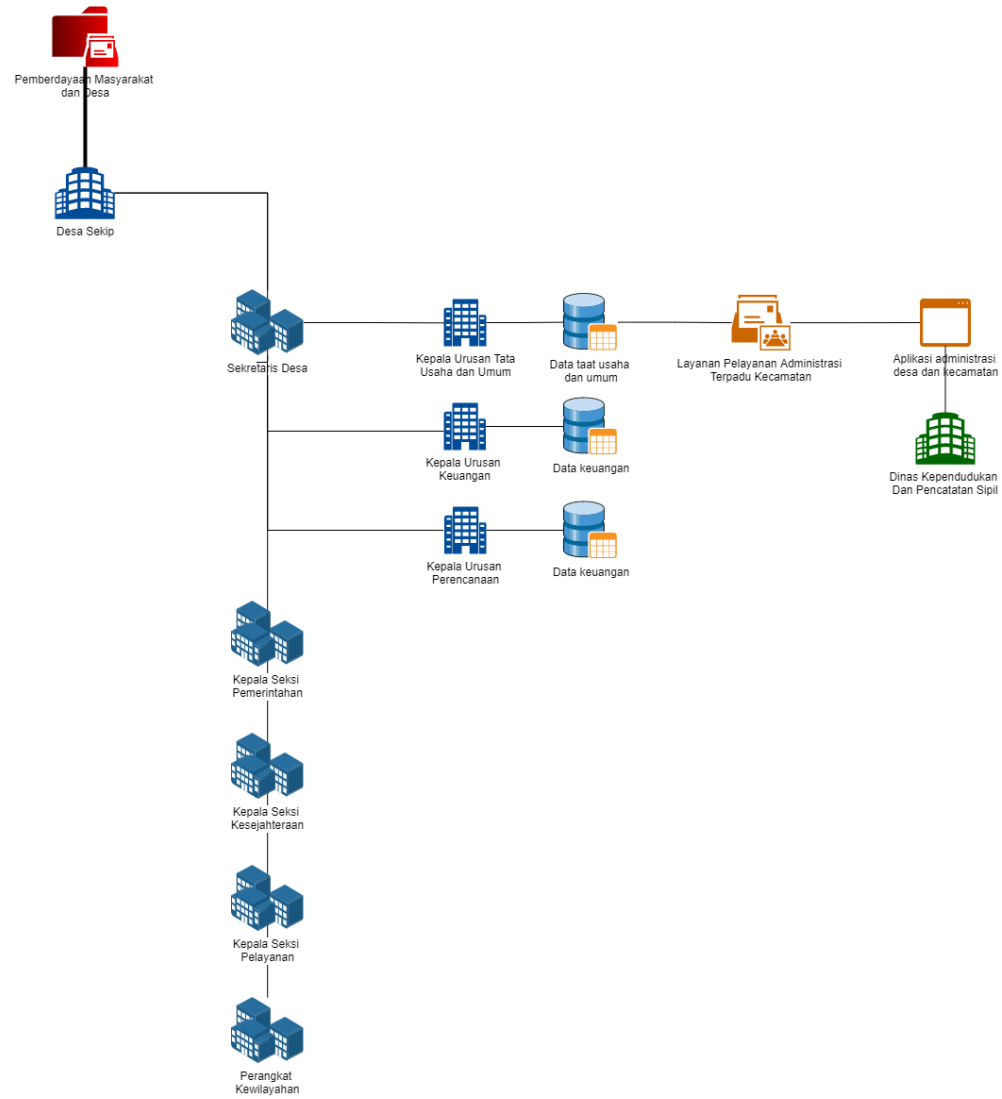 Pemberdayaan Masyarakat
dan Desa
Desa Sekip
Sekretaris Desa
Kepala Urusan Tata
Usaha dan Umum
Data taat usaha
dan umum
Layanan Pelayanan Administrasi
Terpadu Kecamatan
Aplikasi administrasi
desa dan kecamatan
Kepala Urusan
Keuangan
Data keuangan
Dinas Kependudukan
Dan Pencatatan Sipil
Kepala Urusan
Perencanaan
Data keuangan
Kepala Seksi
Pemerintahan
Kepala Seksi
Kesejahteraan
Kepala Seksi
Pelayanan
Perangkat
Kewilayahan